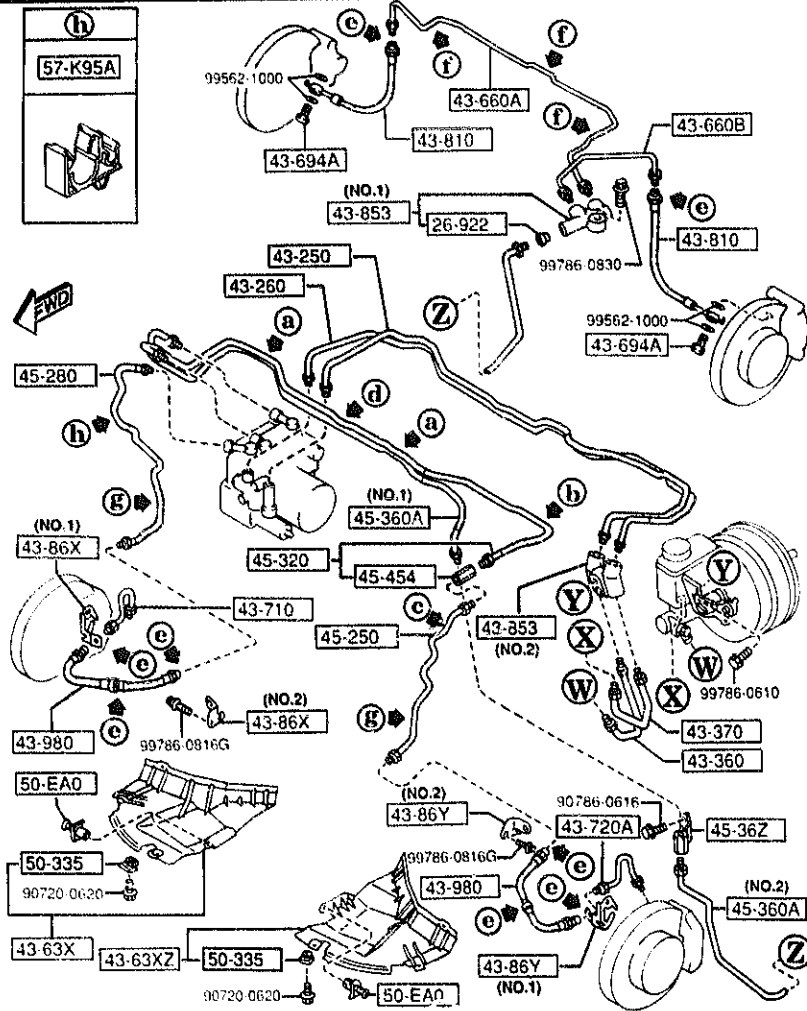 h
57-K95A
e
f
f
99562-1000
43-660A
f
43-660B
43-810
43-694A
(NO.1)
43-853
26-922
e
43-810
43-250
99786-0830
43-260
FWD
a
Z
99562-1000
43-694A
45-280
d
h
a
g
(NO.1)
45-360A
b
(NO.1)
43-86X
45-320
45-454
Y
43-710
c
Y
43-853
(NO.2)
45-250
X
e
e
W
W
X
99786-0610
(NO.2)
43-86X
g
43-370
43-980
e
99786-0816G
43-360
50-EA0
(NO.2)
43-86Y
90786-0616
43-720A
45-36Z
99786-0816G
e
50-335
43-980
e
(NO.2)
45-360A
90720-0620
e
43-63X
43-63XZ
50-335
43-86Y
(NO.1)
Z
90720-0620
50-EA0